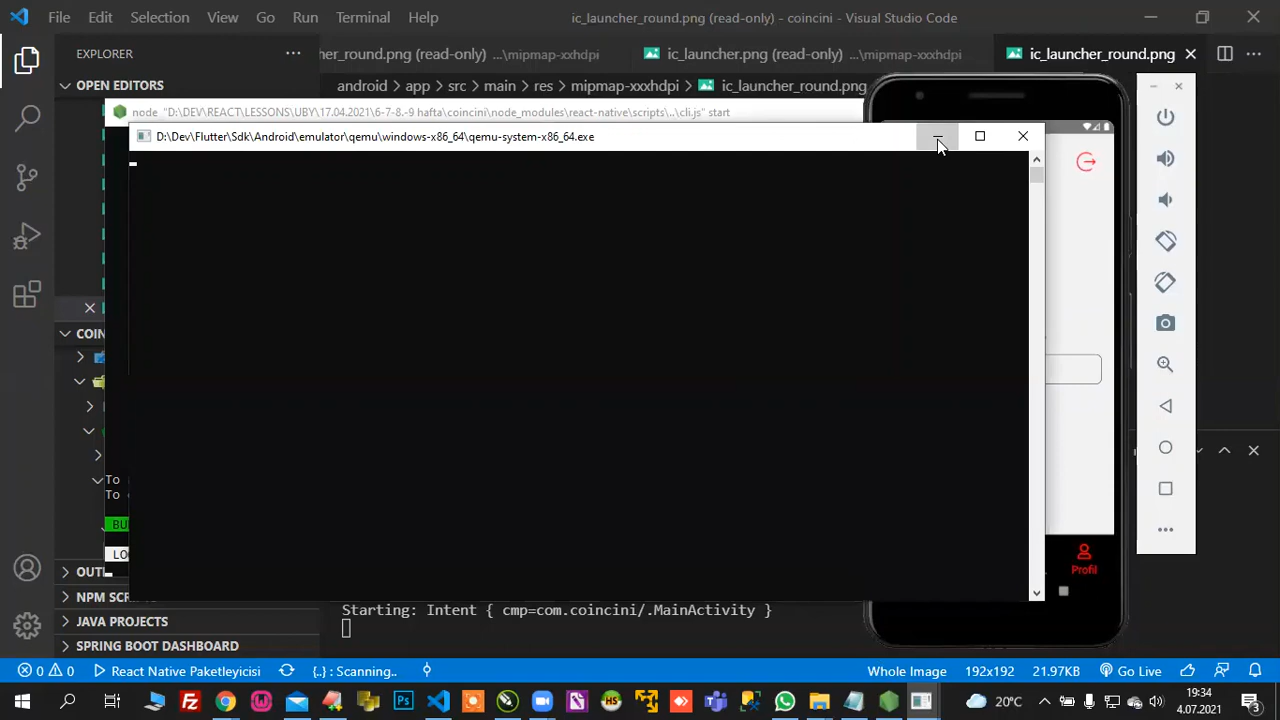 File Edit Selection View Go Run Terminal Help ic_launcher_round.png (read-only) - coincini - Visual Studio Code
EXPLORER her_round.png (read-only) ...\mipmap-xxhdpi ic_launcher.png (read-only) ...\mipmap-xxxhdpi ic_launcher_round.png
OPEN EDITORS android > app > src > main > res > mipmap-xxxhdpi > ic_launcher_round.png
node "D:\DEV\REACT\LESSONS\UBY\17.04.2021\6-7-8.-9 hafta\coincini\node_modules\react-native\scripts\..\cli.js" start
D:\Dev\Flutter\Sdk\Android\emulator\qemu\windows-x86_64\qemu-system-x86_64.exe
COIN
To
To
BU
LO
Profil
OUT
NPM SC
JAVA PROJECTS
SPRING BOOT DASHBOARD
Starting: Intent { cmp=com.coincini/.MainActivity }
0 0 React Native Paketleyicisi {..} : Scanning.. Whole Image 192x192 21.97KB Go Live
20°C 19:34
4.07.2021 3